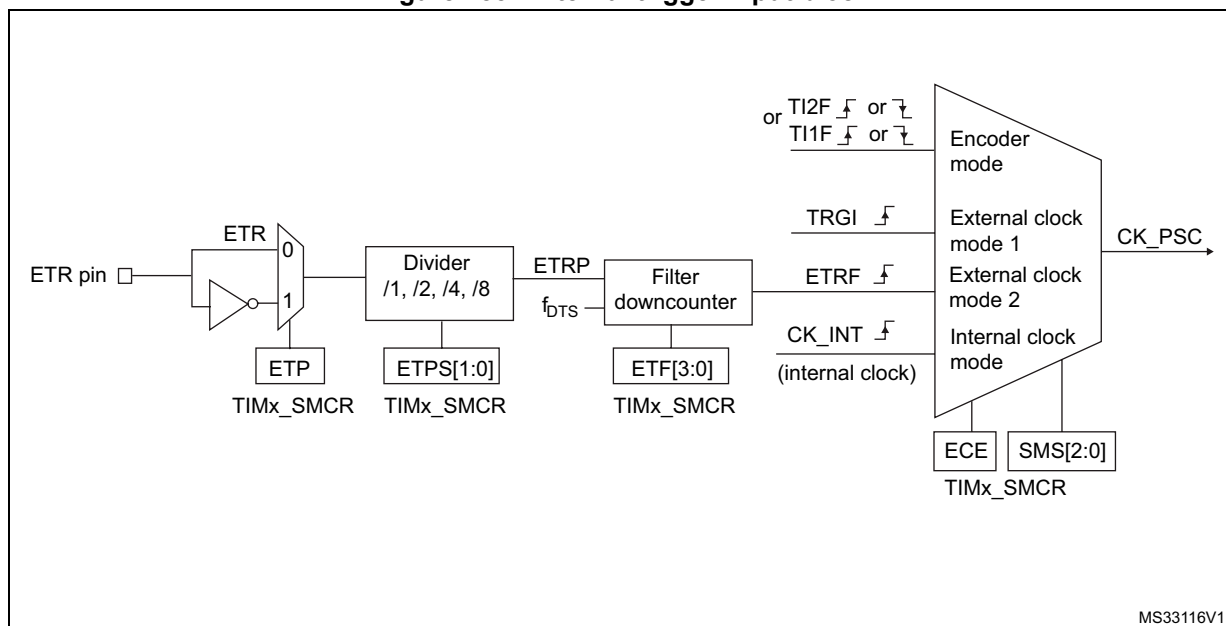 or TI2F or
TI1F or
Encoder
mode
TRGI
External clock
mode 1
CK_PSC
ETR
0
ETR pin
1
Divider
/1, /2, /4, /8
ETRP
fDTS
Filter
downcounter
ETRF
External clock
mode 2
CK_INT
(internal clock)
Internal clock
mode
ETP
TIMx_SMCR
ETPS[1:0]
TIMx_SMCR
ETF[3:0]
TIMx_SMCR
ECE
SMS[2:0]
TIMx_SMCR
MS33116V1